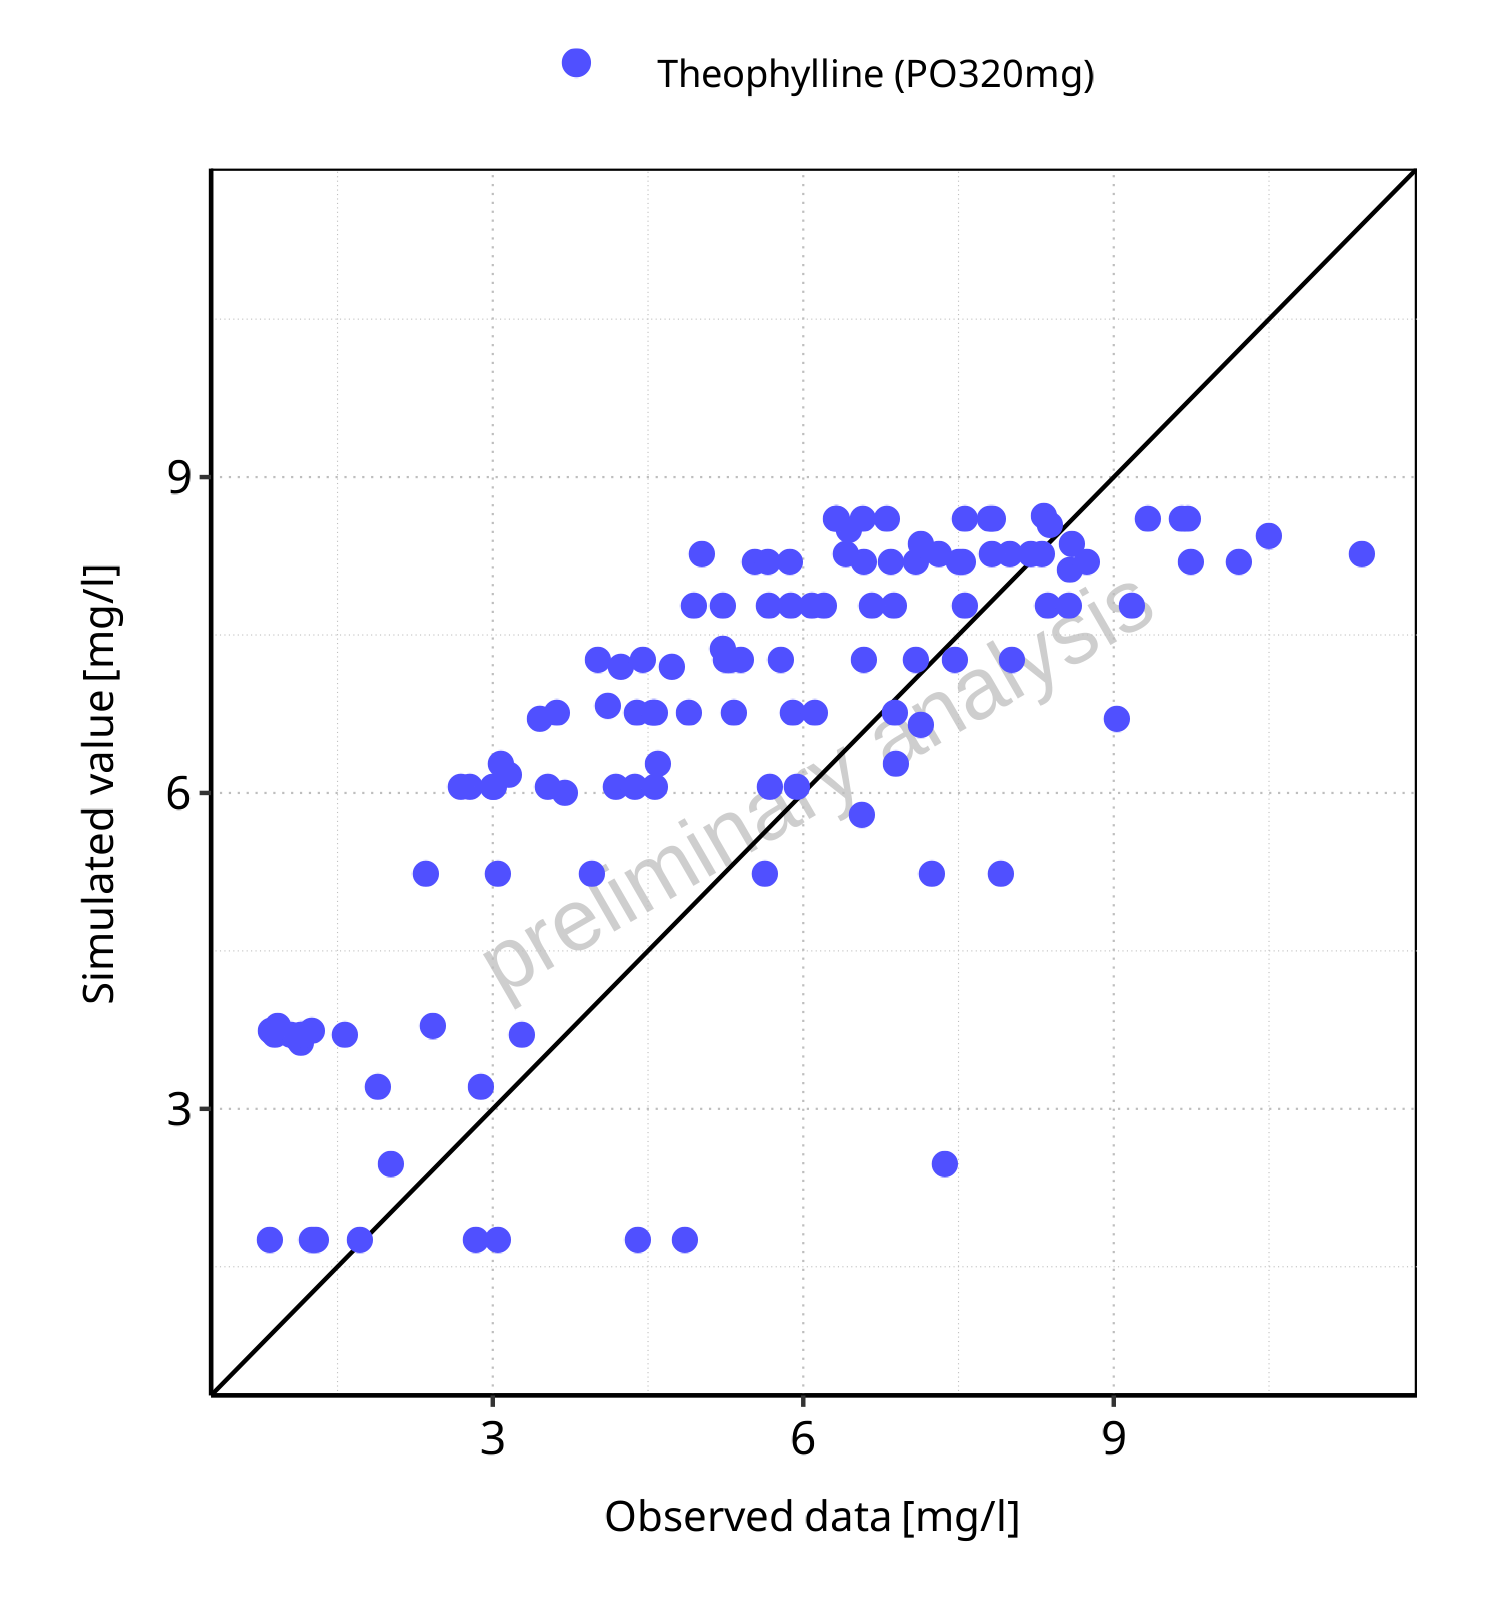 Theophylline (PO320mg)
9
6
3
Simulated value [mg/l]
preliminary analysis
3 6 9
Observed data [mg/l]